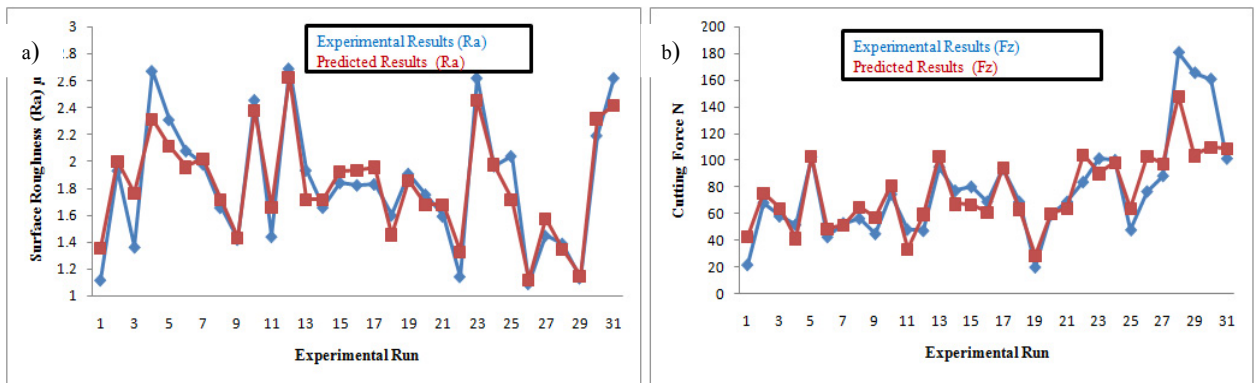 a)
Experimental Results (Ra)
Predicted Results (Ra)
Surface Roughness (Ra) µ
3
2.8
2.6
2.4
2.2
2
1.8
1.6
1.4
1.2
1
1 3 5 7 9 11 13 15 17 19 21 23 25 27 29 31
Experimental Run
b)
Experimental Results (Fz)
Predicted Results (Fz)
Cutting Force N
200
180
160
140
120
100
80
60
40
20
0
1 3 5 7 9 11 13 15 17 19 21 23 25 27 29 31
Experimental Run